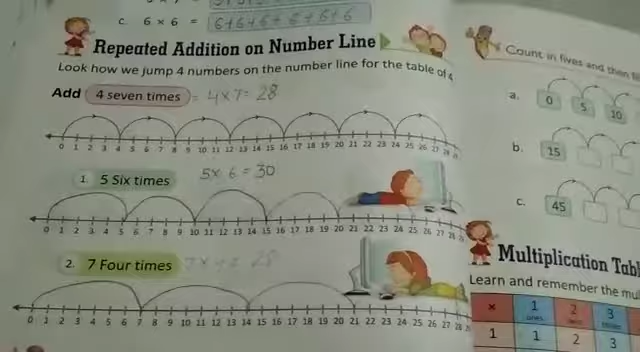 c. 6 × 6 = 6+6+6+6+6+6
Repeated Addition on Number Line
Look how we jump 4 numbers on the number line for the table of 4
Add 4 seven times = 4×7= 28
0 1 2 3 4 5 6 7 8 9 10 11 12 13 14 15 16 17 18 19 20 21 22 23 24 25 26 27 28
1. 5 Six times 5×6 = 30
0 1 2 3 4 5 6 7 8 9 10 11 12 13 14 15 16 17 18 19 20 21 22 23 24 25 26 27 28
2. 7 Four times 28
0 1 2 3 4 5 6 7 8 9 10 11 12 13 14 15 16 17 18 19 20 21 22 23 24 25 26 27 28
Count in fives and then
a. 0 5 10
b. 15
c. 45
Multiplication Tab
Learn and remember the mu
× 1 2 3
1 1 2 3